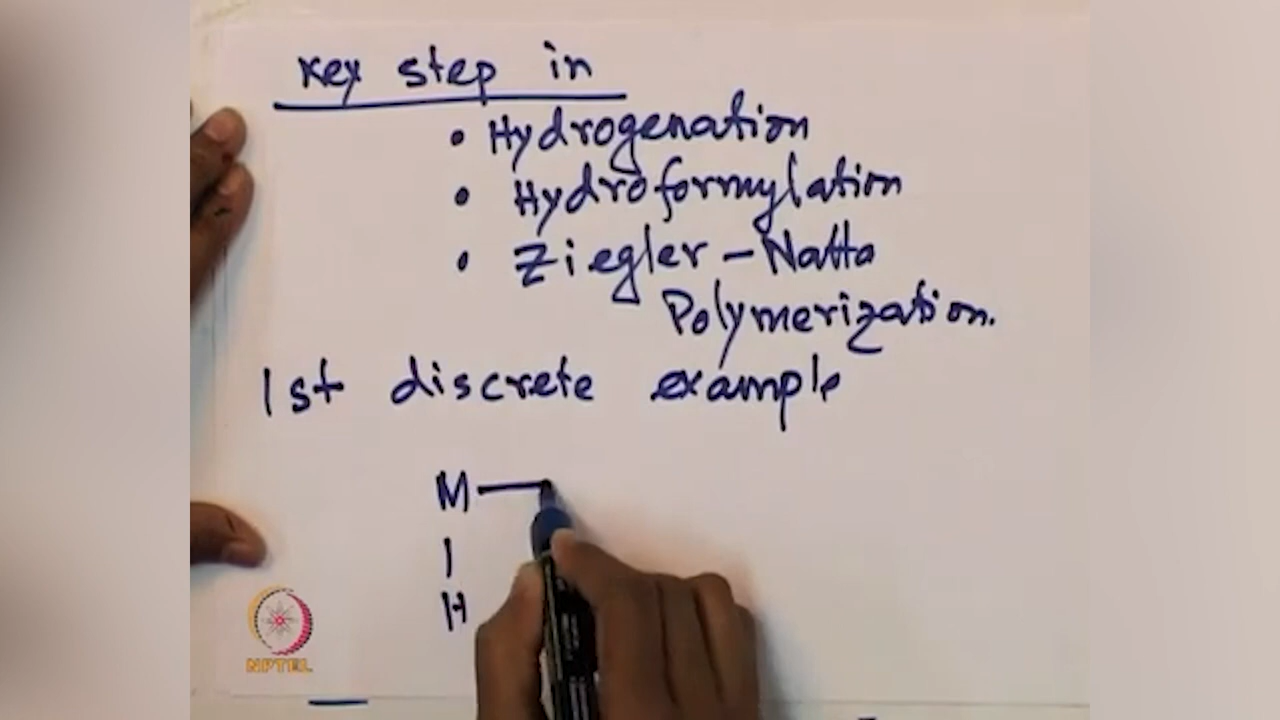 Key step in
• Hydrogenation
• Hydroformylation
• Ziegler - Natta
Polymerization.
1st discrete example
M —
|
H
NPTEL